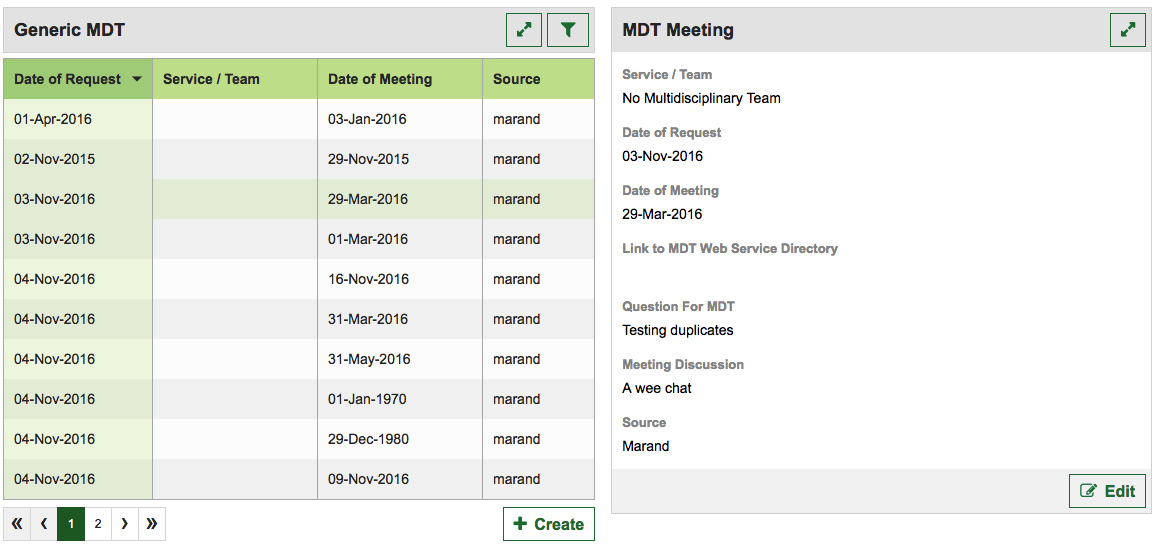 Generic MDT
Date of Request Service / Team Date of Meeting Source
01-Apr-2016 03-Jan-2016 marand
02-Nov-2015 29-Nov-2015 marand
03-Nov-2016 29-Mar-2016 marand
03-Nov-2016 01-Mar-2016 marand
04-Nov-2016 16-Nov-2016 marand
04-Nov-2016 31-Mar-2016 marand
04-Nov-2016 31-May-2016 marand
04-Nov-2016 01-Jan-1970 marand
04-Nov-2016 29-Dec-1980 marand
04-Nov-2016 09-Nov-2016 marand
« ‹ 1 2 › »
+ Create
MDT Meeting
Service / Team
No Multidisciplinary Team
Date of Request
03-Nov-2016
Date of Meeting
29-Mar-2016
Link to MDT Web Service Directory
Question For MDT
Testing duplicates
Meeting Discussion
A wee chat
Source
Marand
Edit